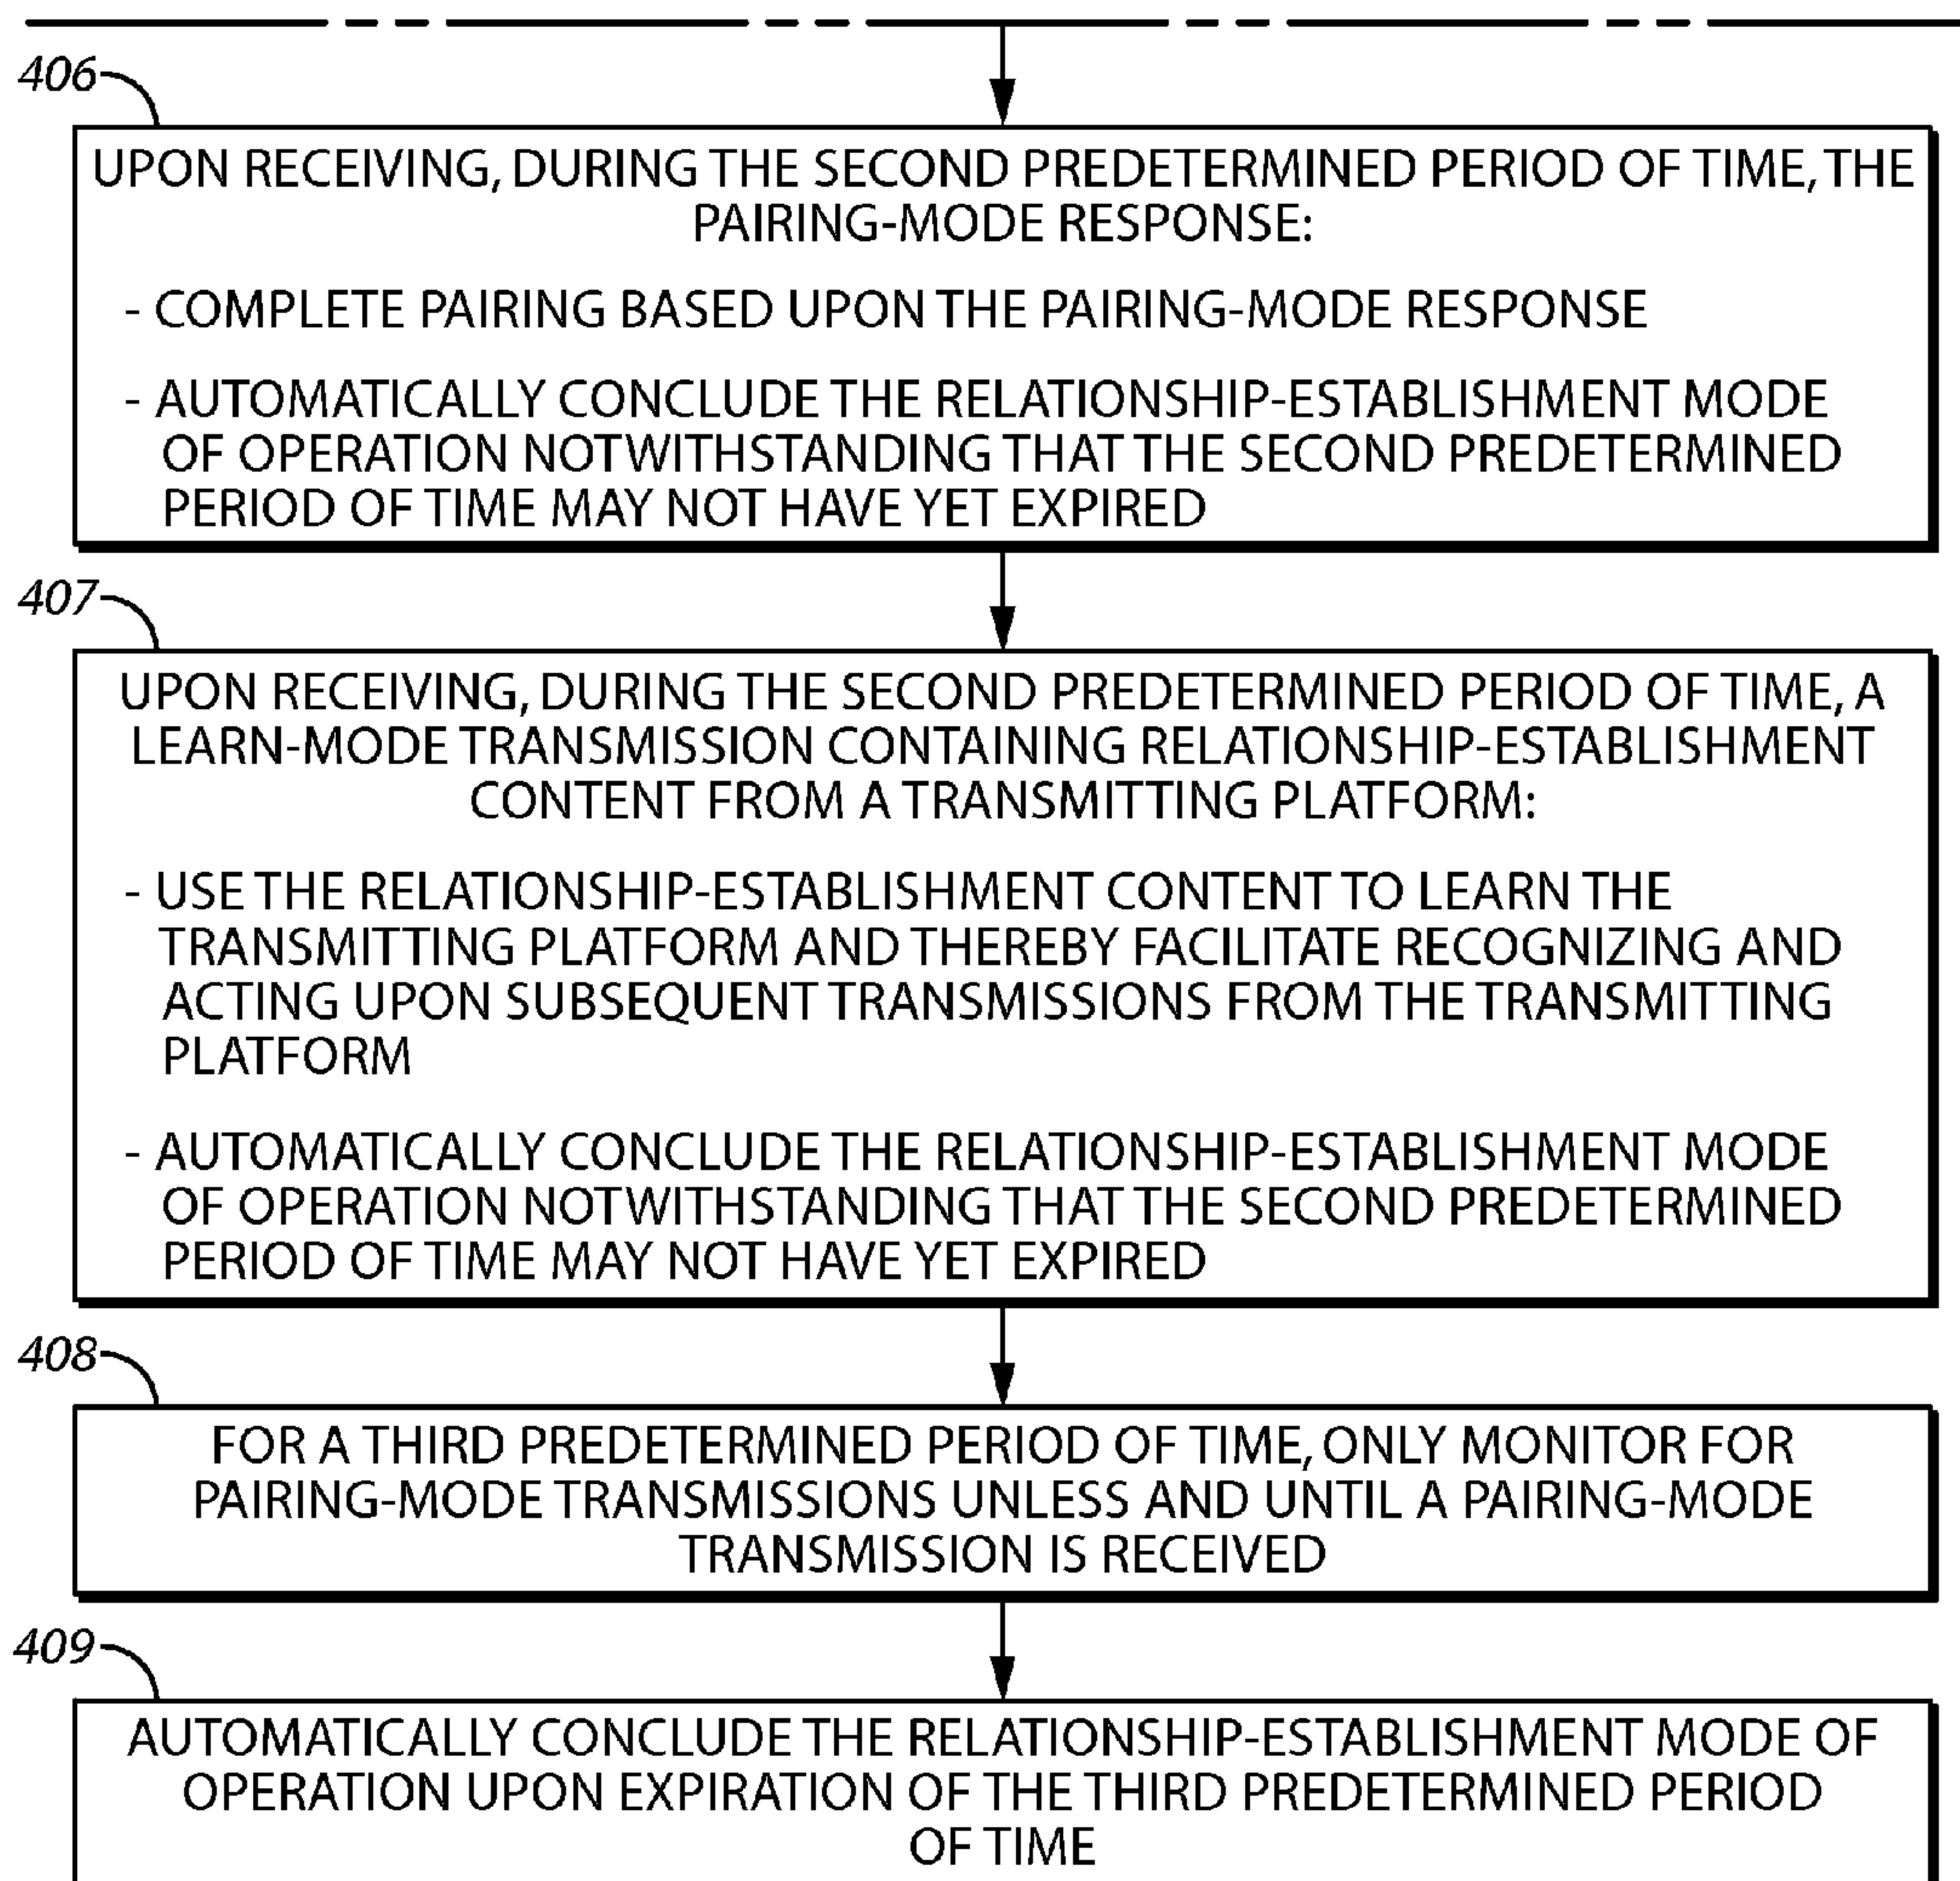 406
UPON RECEIVING, DURING THE SECOND PREDETERMINED PERIOD OF TIME, THE
PAIRING-MODE RESPONSE:
- COMPLETE PAIRING BASED UPON THE PAIRING-MODE RESPONSE
- AUTOMATICALLY CONCLUDE THE RELATIONSHIP-ESTABLISHMENT MODE
OF OPERATION NOTWITHSTANDING THAT THE SECOND PREDETERMINED
PERIOD OF TIME MAY NOT HAVE YET EXPIRED
407
UPON RECEIVING, DURING THE SECOND PREDETERMINED PERIOD OF TIME, A
LEARN-MODE TRANSMISSION CONTAINING RELATIONSHIP-ESTABLISHMENT
CONTENT FROM A TRANSMITTING PLATFORM:
- USE THE RELATIONSHIP-ESTABLISHMENT CONTENT TO LEARN THE
TRANSMITTING PLATFORM AND THEREBY FACILITATE RECOGNIZING AND
ACTING UPON SUBSEQUENT TRANSMISSIONS FROM THE TRANSMITTING
PLATFORM
- AUTOMATICALLY CONCLUDE THE RELATIONSHIP-ESTABLISHMENT MODE
OF OPERATION NOTWITHSTANDING THAT THE SECOND PREDETERMINED
PERIOD OF TIME MAY NOT HAVE YET EXPIRED
408
FOR A THIRD PREDETERMINED PERIOD OF TIME, ONLY MONITOR FOR
PAIRING-MODE TRANSMISSIONS UNLESS AND UNTIL A PAIRING-MODE
TRANSMISSION IS RECEIVED
409
AUTOMATICALLY CONCLUDE THE RELATIONSHIP-ESTABLISHMENT MODE OF
OPERATION UPON EXPIRATION OF THE THIRD PREDETERMINED PERIOD
OF TIME